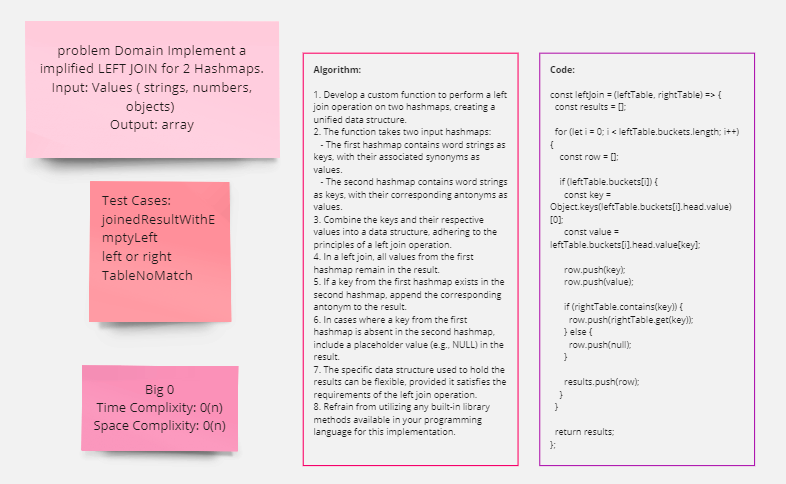 problem Domain Implement a
implified LEFT JOIN for 2 Hashmaps.
Input: Values ( strings, numbers,
objects)
Output: array
Test Cases:
joinedResultWithE
mptyLeft
left or right
TableNoMatch
Big 0
Time Complixity: 0(n)
Space Complixity: 0(n)
Algorithm:
1. Develop a custom function to perform a left
join operation on two hashmaps, creating a
unified data structure.
2. The function takes two input hashmaps:
- The first hashmap contains word strings as
keys, with their associated synonyms as
values.
- The second hashmap contains word strings
as keys, with their corresponding antonyms as
values.
3. Combine the keys and their respective
values into a data structure, adhering to the
principles of a left join operation.
4. In a left join, all values from the first
hashmap remain in the result.
5. If a key from the first hashmap exists in the
second hashmap, append the corresponding
antonym to the result.
6. In cases where a key from the first
hashmap is absent in the second hashmap,
include a placeholder value (e.g., NULL) in the
result.
7. The specific data structure used to hold the
results can be flexible, provided it satisfies the
requirements of the left join operation.
8. Refrain from utilizing any built-in library
methods available in your programming
language for this implementation.
Code:
const leftJoin = (leftTable, rightTable) => {
const results = [];
for (let i = 0; i < leftTable.buckets.length; i++)
{
const row = [];
if (leftTable.buckets[i]) {
const key =
Object.keys(leftTable.buckets[i].head.value)
[0];
const value =
leftTable.buckets[i].head.value[key];
row.push(key);
row.push(value);
if (rightTable.contains(key)) {
row.push(rightTable.get(key));
} else {
row.push(null);
}
results.push(row);
}
}
return results;
};